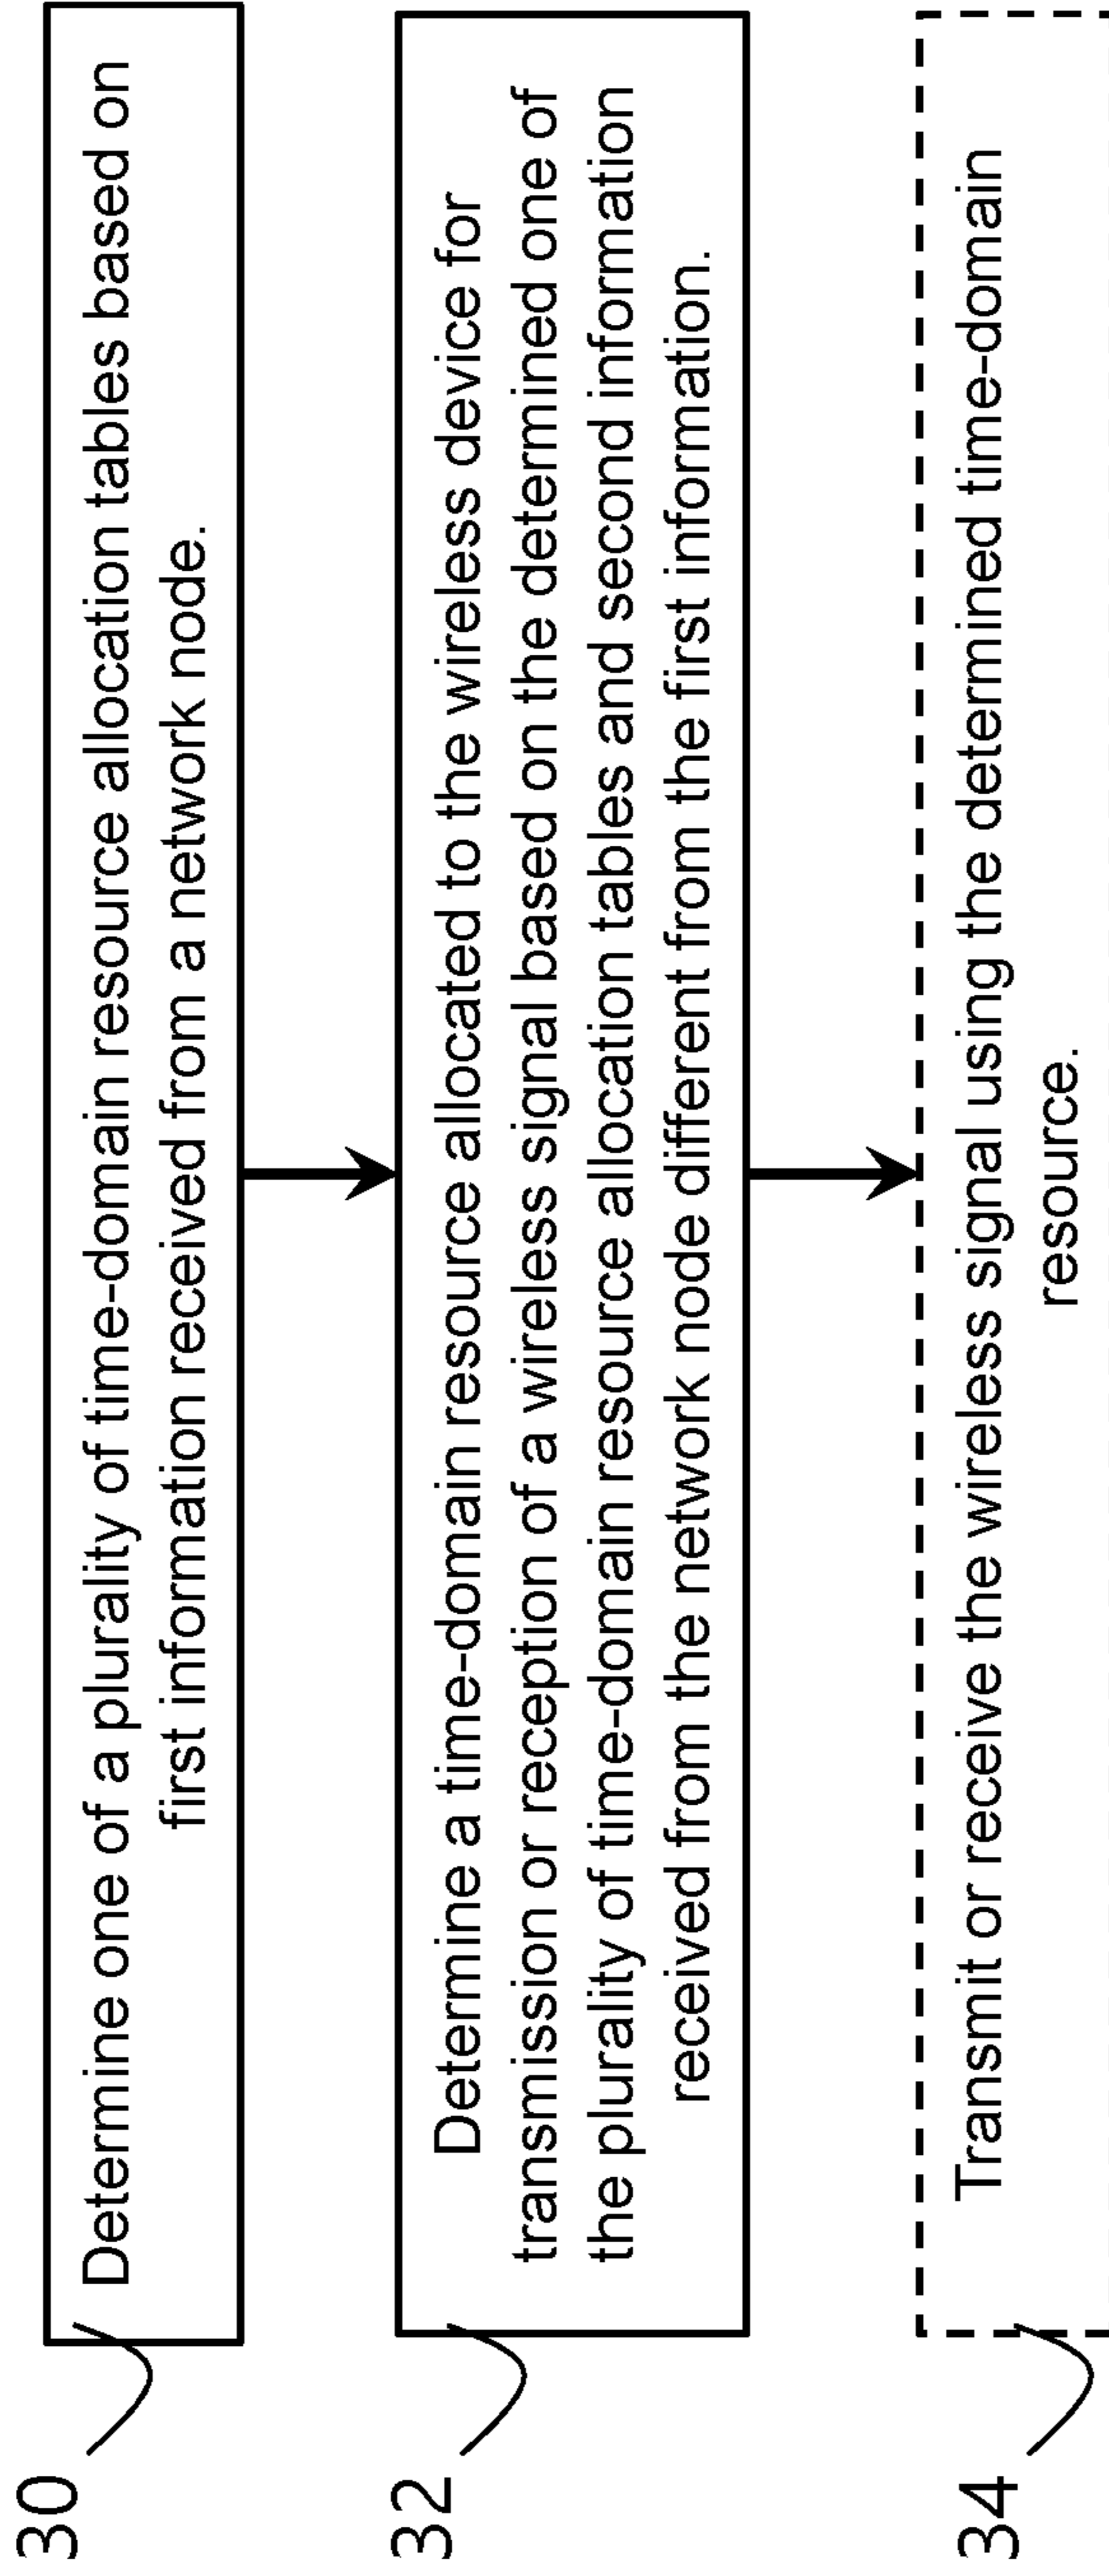 30
Determine one of a plurality of time-domain resource allocation tables based on
first information received from a network node.
32
Determine a time-domain resource allocated to the wireless device for
transmission or reception of a wireless signal based on the determined one of
the plurality of time-domain resource allocation tables and second information
received from the network node different from the first information.
34
Transmit or receive the wireless signal using the determined time-domain
resource.